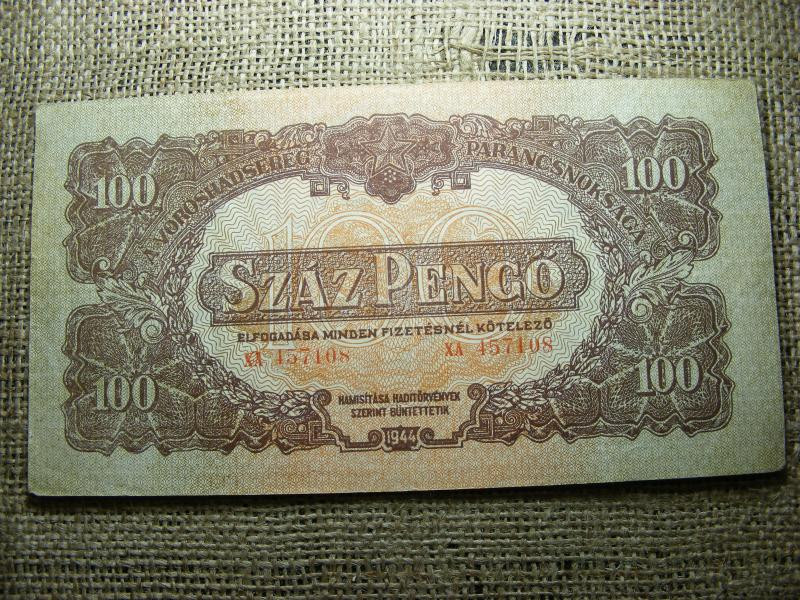 A VÖRÖSHADSEREG PARANCSNOKSÁGA
100 100
100
SZÁZ PENGŐ
ELFOGADÁSA MINDEN FIZETÉSNÉL KÖTELEZŐ
XA 457108 XA 457108
100 100
HAMISÍTÁSA HADITÖRVÉNYEK
SZERINT BÜNTETTETIK
1944